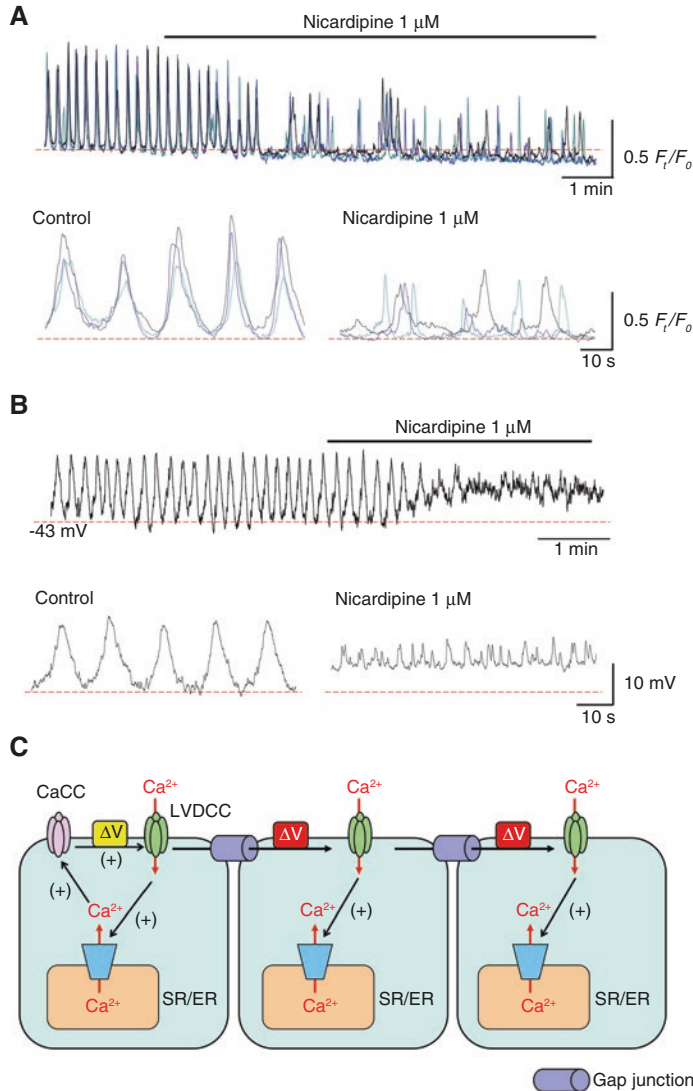 A
Nicardipine 1 μM
0.5 Ft/F0
1 min
Control
Nicardipine 1 μM
0.5 Ft/F0
10 s
B
Nicardipine 1 μM
-43 mV
1 min
Control
Nicardipine 1 μM
10 mV
10 s
C
CaCC
Ca2+
LVDCC
Ca2+
Ca2+
ΔV
(+)
ΔV
ΔV
(+)
Ca2+
(+)
Ca2+
(+)
Ca2+
(+)
Ca2+
SR/ER
Ca2+
SR/ER
Ca2+
SR/ER
Gap junction